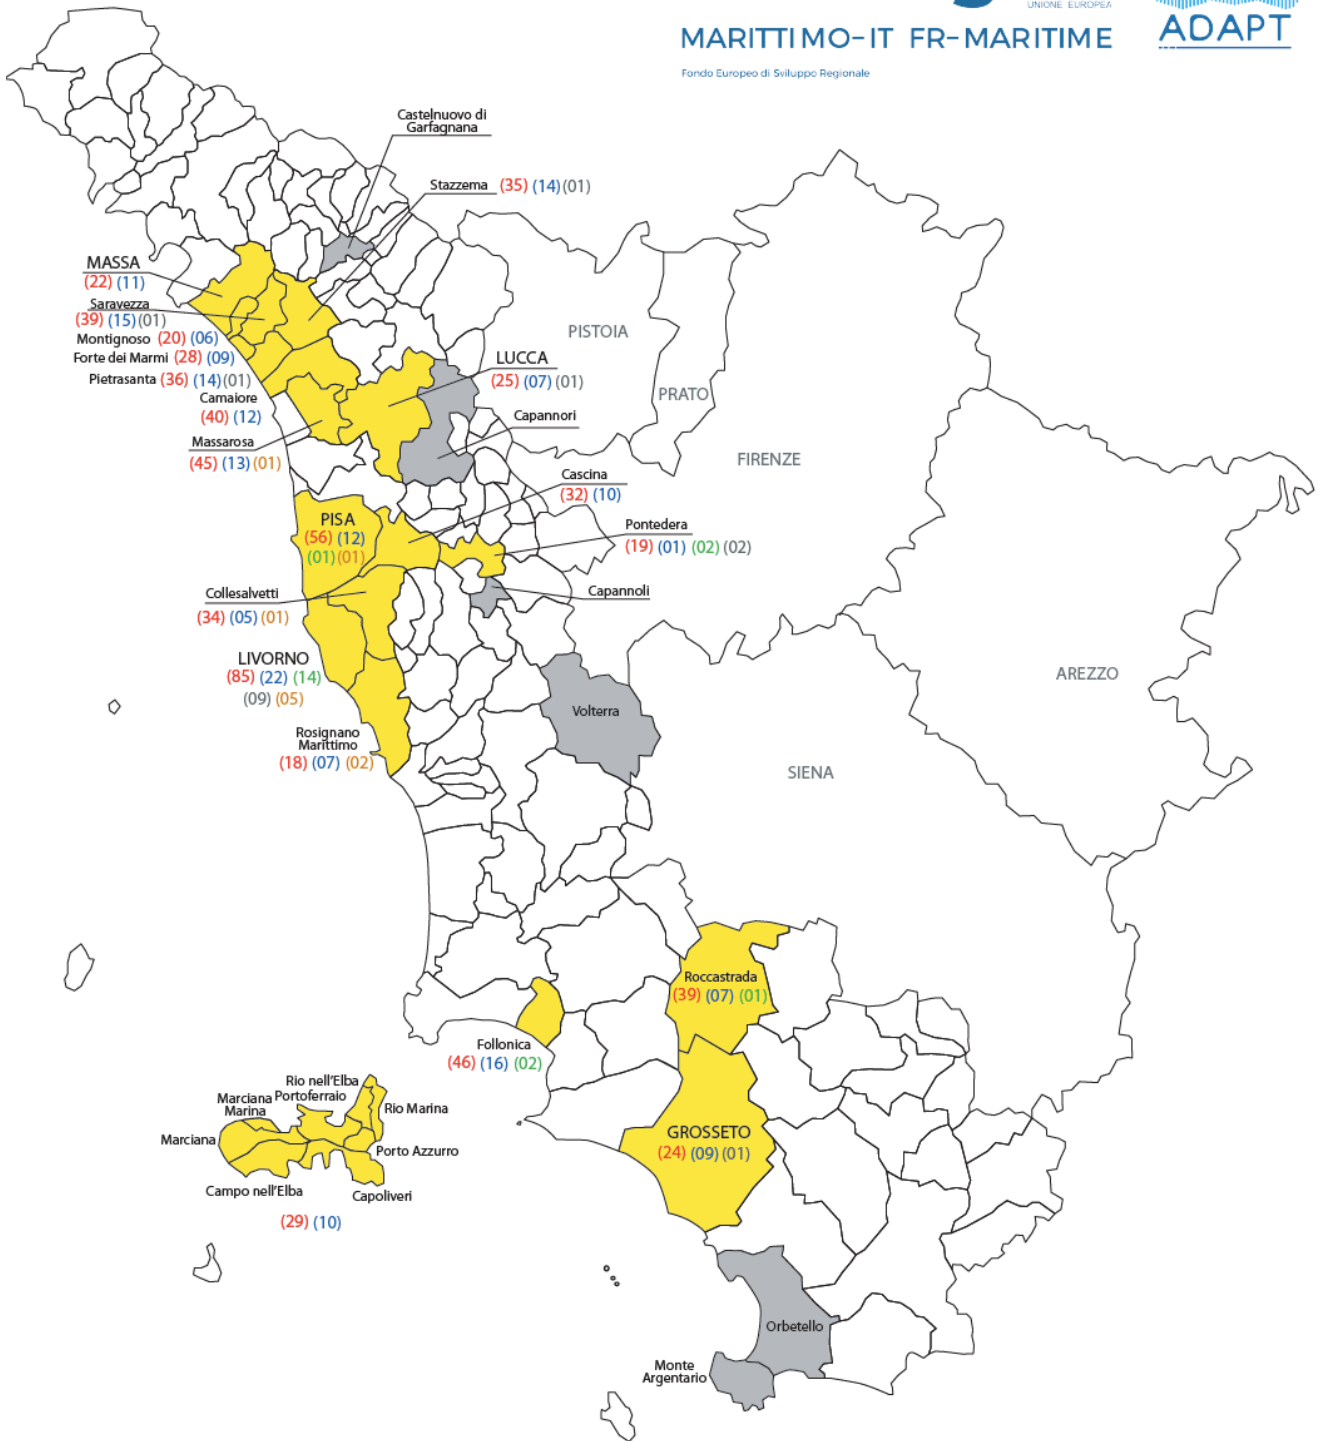 UNIONE EUROPEA
MARITTIMO-IT FR-MARITIME
ADAPT
Fondo Europeo di Sviluppo Regionale
Castelnuovo di
Garfagnana
Stazzema (35) (14)(01)
MASSA
(22) (11)
Saravezza
(39) (15)(01)
Montignoso (20) (06)
Forte dei Marmi (28) (09)
Pietrasanta (36) (14)(01)
Camaiore
(40) (12)
Massarosa
(45) (13) (01)
PISTOIA
LUCCA
(25) (07) (01)
PRATO
Capannori
FIRENZE
Cascina
(32) (10)
PISA
(56) (12)
(01)(01)
Pontedera
(19) (01) (02) (02)
Collesalvetti
(34) (05) (01)
Capannoli
LIVORNO
(85) (22) (14)
(09) (05)
AREZZO
Volterra
Rosignano
Marittimo
(18) (07) (02)
SIENA
Roccastrada
(39) (07) (01)
Follonica
(46) (16) (02)
Rio nell'Elba
Portoferraio
Marciana
Marina
Rio Marina
Marciana
Porto Azzurro
Campo nell'Elba
Capoliveri
(29) (10)
GROSSETO
(24) (09) (01)
Orbetello
Monte
Argentario